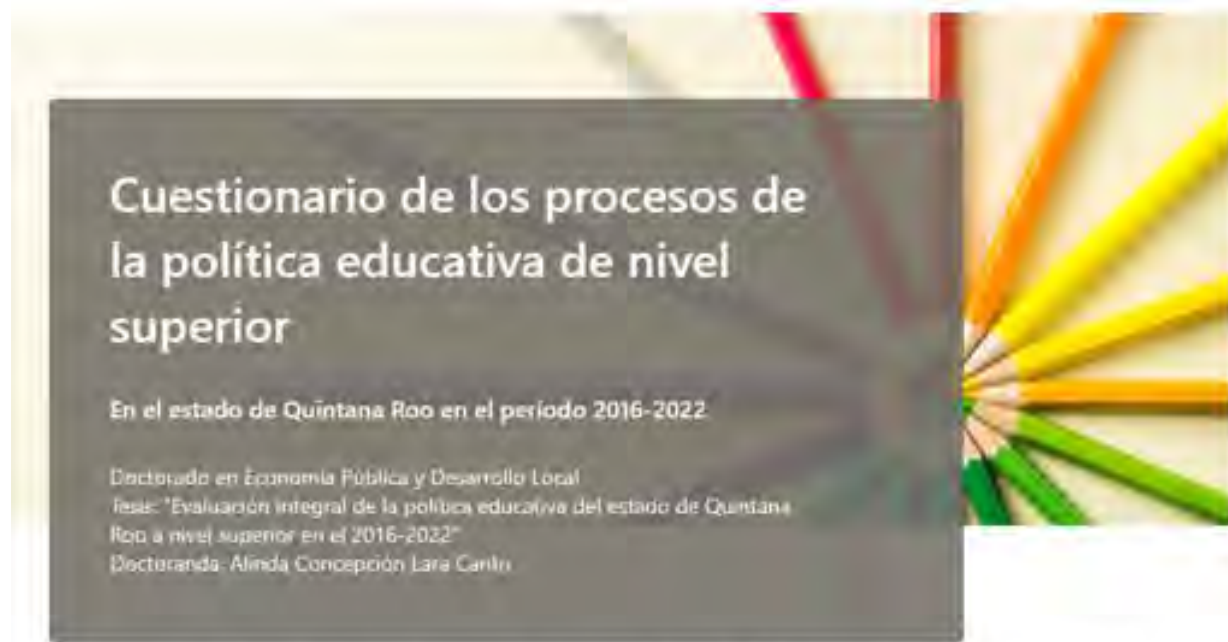 Cuestionario de los procesos de
la política educativa de nivel
superior
En el estado de Quintana Roo en el período 2016-2022
Doctorado en Economía Pública y Desarrollo Local
Tesis: "Evaluación integral de la política educativa del estado de Quintana
Roo a nivel superior en el 2016-2022"
Doctoranda: Alinda Concepción Lara